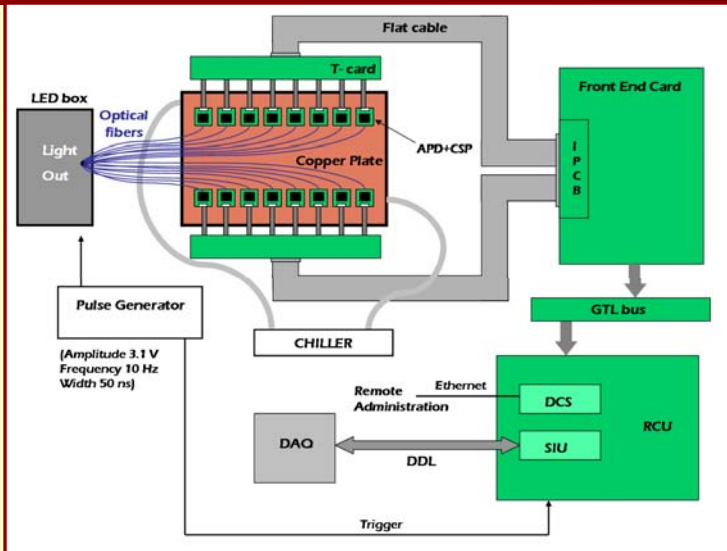 Flat cable
T- card
Front End Card
LED box
Optical
fibers
Light
Out
APD+CSP
Copper Plate
I
P
C
B
Pulse Generator
GTL bus
CHILLER
(Amplitude 3.1 V
Frequency 10 Hz
Width 50 ns)
Ethernet
Remote
Administration
DCS
RCU
DAQ
SIU
DDL
Trigger